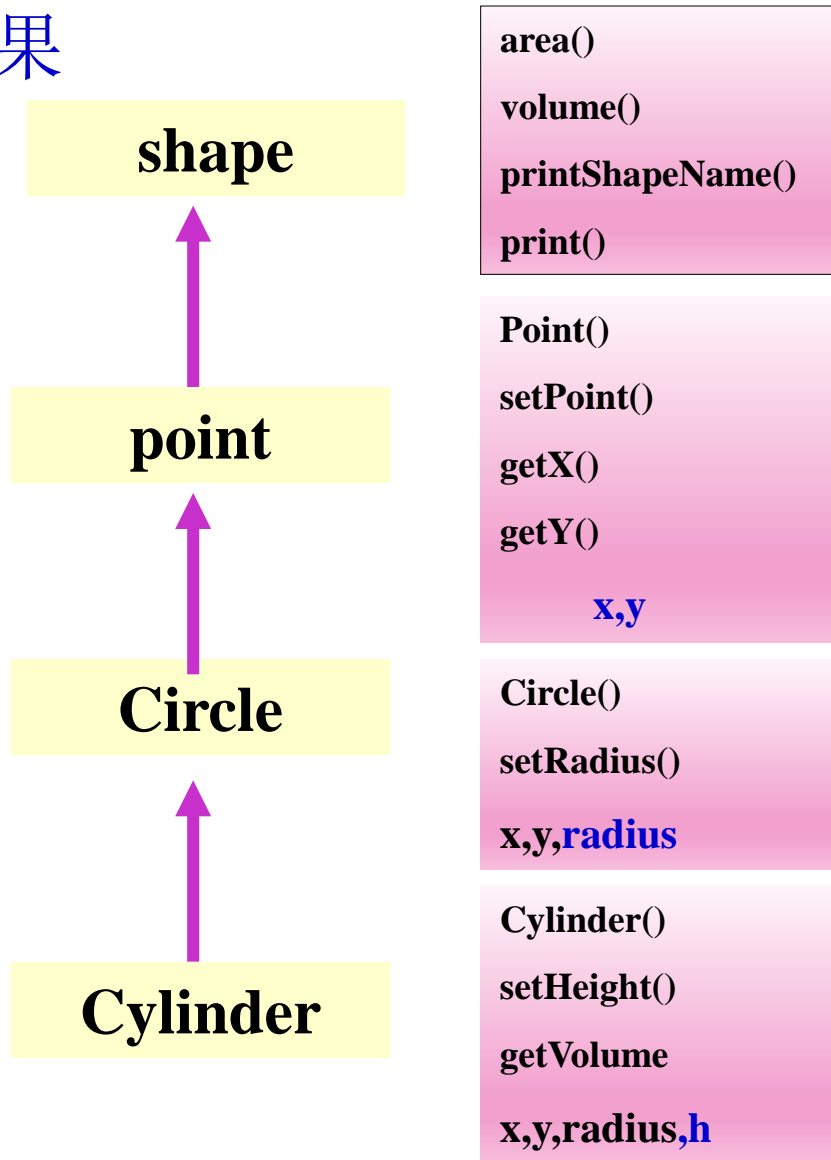 果
shape
area()
volume()
printShapeName()
print()
point
Point()
setPoint()
getX()
getY()
x,y
Circle
Circle()
setRadius()
x,y,radius
Cylinder
Cylinder()
setHeight()
getVolume
x,y,radius,h